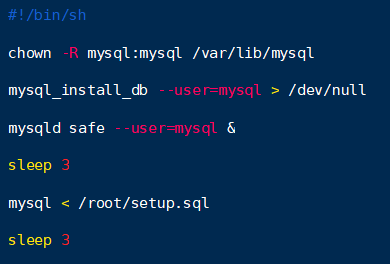 #!/bin/sh
chown -R mysql:mysql /var/lib/mysql
mysql_install_db --user=mysql > /dev/null
mysqld safe --user=mysql &
sleep 3
mysql < /root/setup.sql
sleep 3